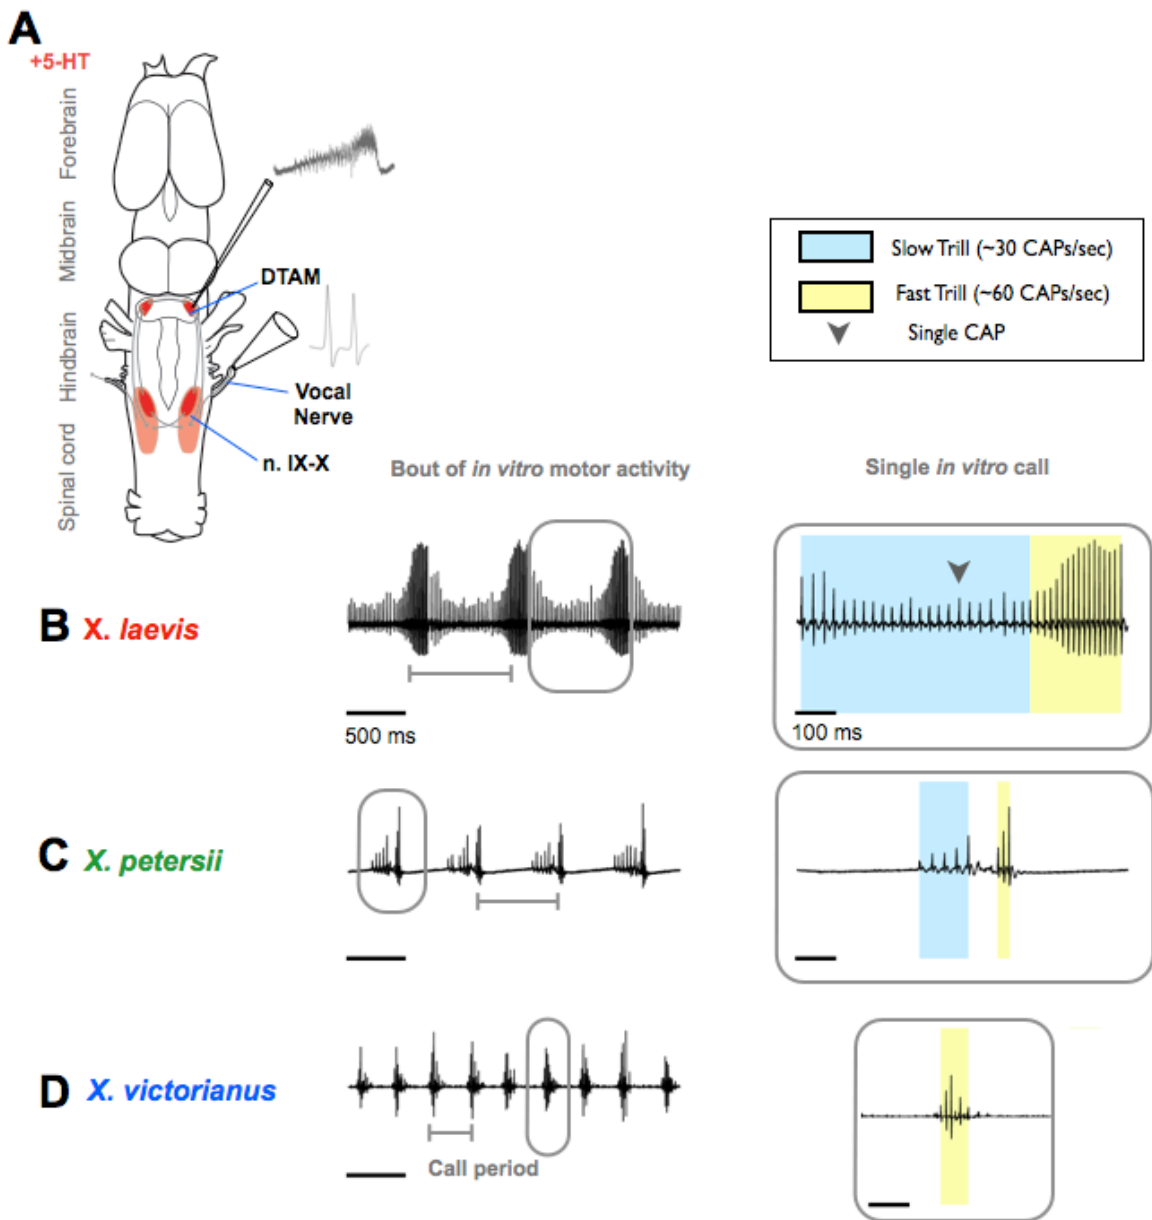 A
+5-HT
Forebrain
Midbrain
Hindbrain
Spinal cord
DTAM
Vocal
Nerve
n. IX-X
Slow Trill (~30 CAPs/sec)
Fast Trill (~60 CAPs/sec)
Single CAP
Bout of in vitro motor activity
Single in vitro call
B X. laevis
500 ms
100 ms
C X. petersii
D X. victorianus
Call period